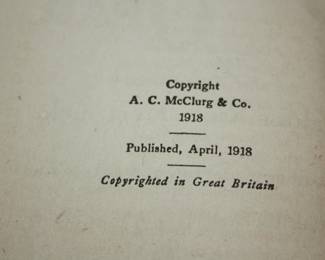 Copyright
A. C. McClurg & Co.
1918
Published, April, 1918
Copyrighted in Great Britain